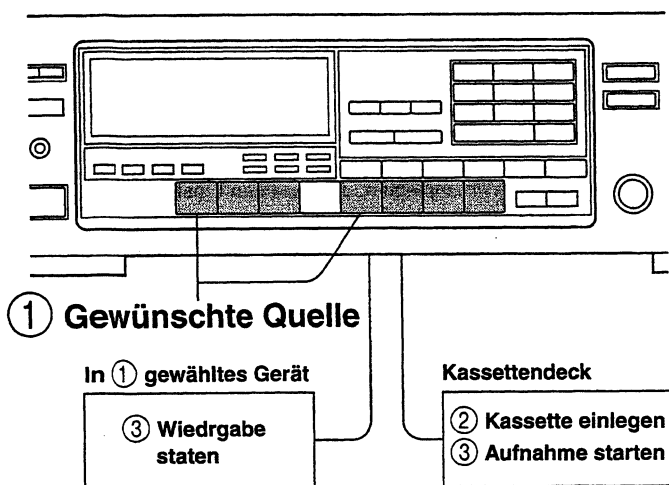 ① Gewünschte Quelle
In ① gewähltes Gerät
③ Wiedrgabe
staten
Kassettendeck
② Kassette einlegen
③ Aufnahme starten